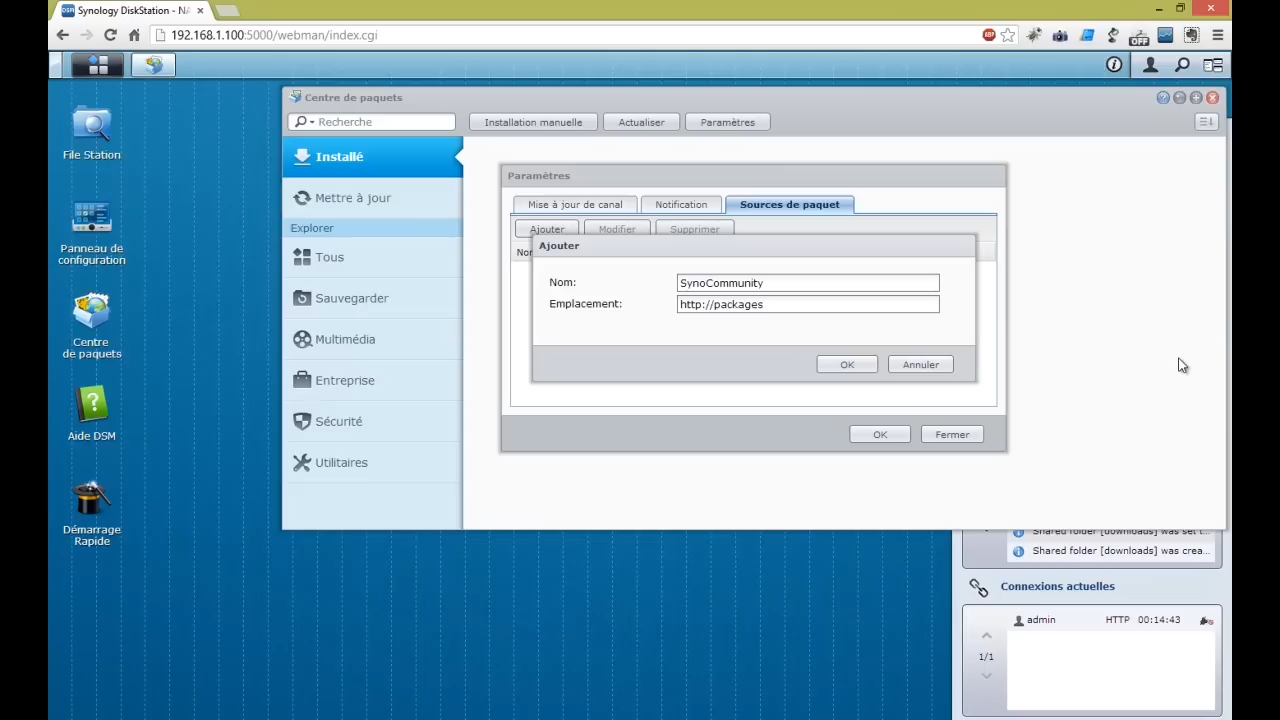 Synology DiskStation - NA
192.168.1.100:5000/webman/index.cgi
ABP
OFF
File Station
Panneau de
configuration
Centre
de paquets
Aide DSM
Démarrage
Rapide
Centre de paquets
Recherche
Installation manuelle
Actualiser
Paramètres
Installé
Mettre à jour
Explorer
Tous
Sauvegarder
Multimédia
Entreprise
Sécurité
Utilitaires
Paramètres
Mise à jour de canal
Notification
Sources de paquet
Ajouter
Modifier
Supprimer
Ajouter
Nom:
SynoCommunity
Emplacement:
http://packages
OK
Annuler
OK
Fermer
Shared folder [downloads] was set t...
Shared folder [downloads] was crea...
Connexions actuelles
admin HTTP 00:14:43
1/1